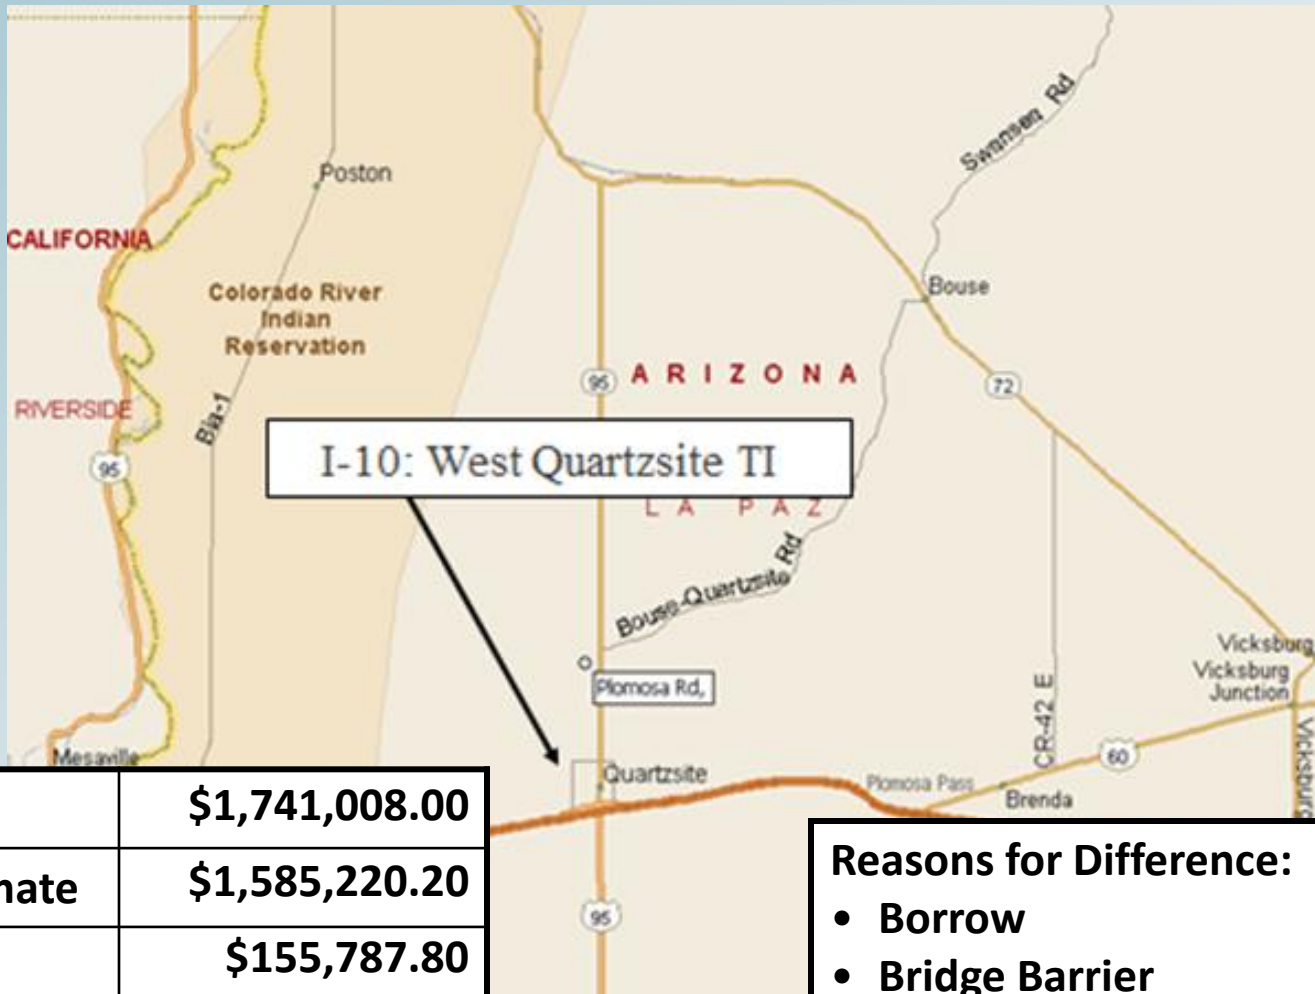 Swansen Rd
Poston
CALIFORNIA
Colorado River
Indian
Reservation
Bouse
95
ARIZONA
72
RIVERSIDE
Bia-1
95
I-10: West Quartzsite TI
LA PAZ
Bouse-Quartzsite Rd
Vicksburg
Plomosa Rd,
Vicksburg
Junction
CR-42 E
Mesaville
Quartzsite
60
Plomosa Pass
Brenda
Vicksburg
$1,741,008.00
nate $1,585,220.20
$155,787.80
95
Reasons for Difference:
• Borrow
• Bridge Barrier